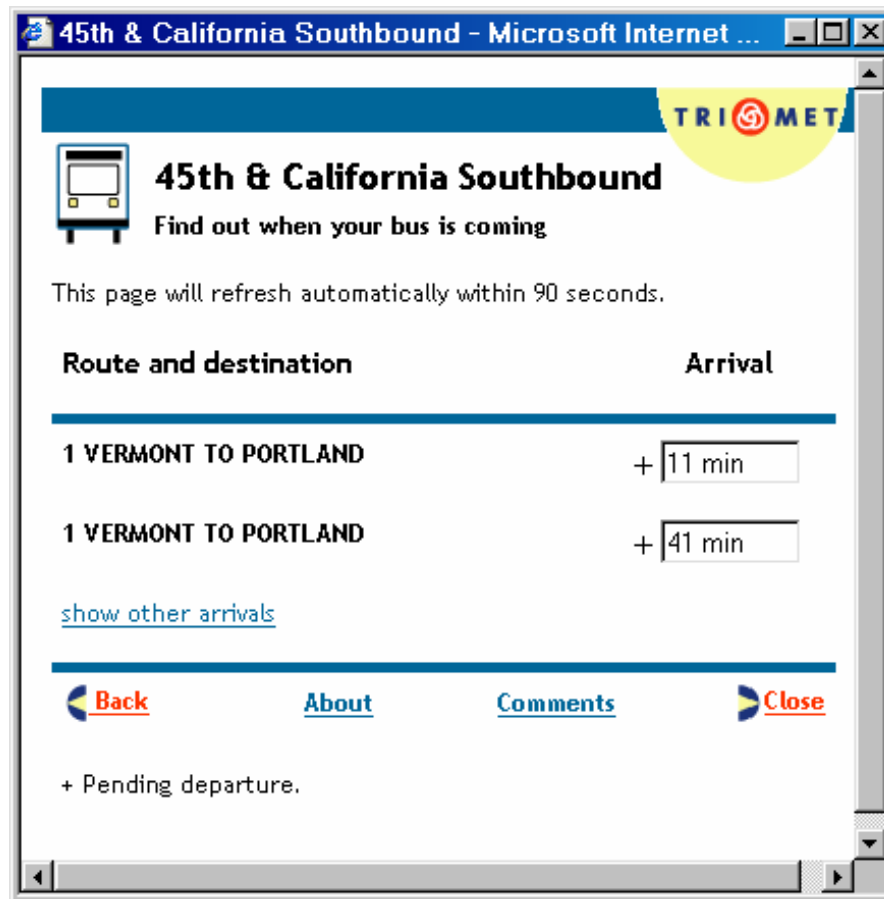 45th & California Southbound - Microsoft Internet ...
TRI MET
45th & California Southbound
Find out when your bus is coming
This page will refresh automatically within 90 seconds.
Route and destination Arrival
1 VERMONT TO PORTLAND + 11 min
1 VERMONT TO PORTLAND + 41 min
show other arrivals
Back About Comments Close
+ Pending departure.